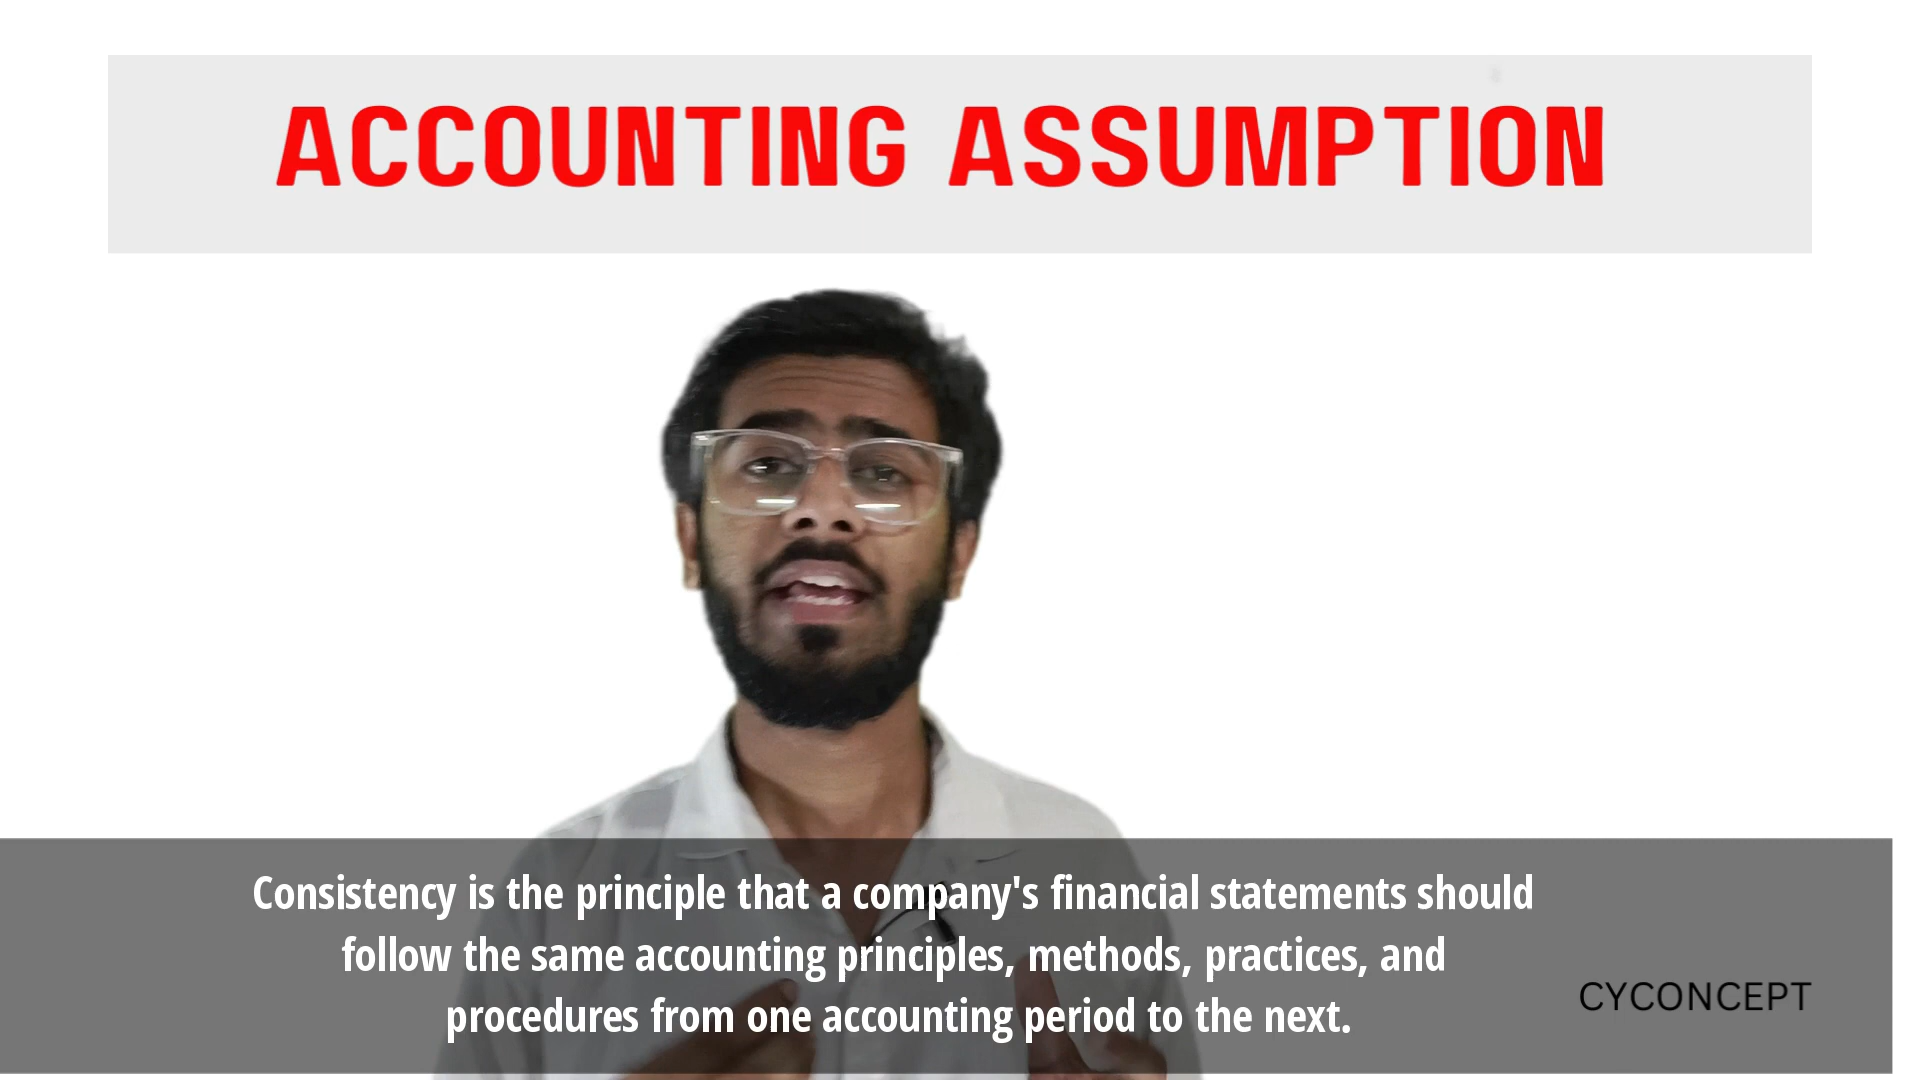 ACCOUNTING ASSUMPTION
Consistency is the principle that a company's financial statements should
follow the same accounting principles, methods, practices, and
procedures from one accounting period to the next.
CYCONCEPT